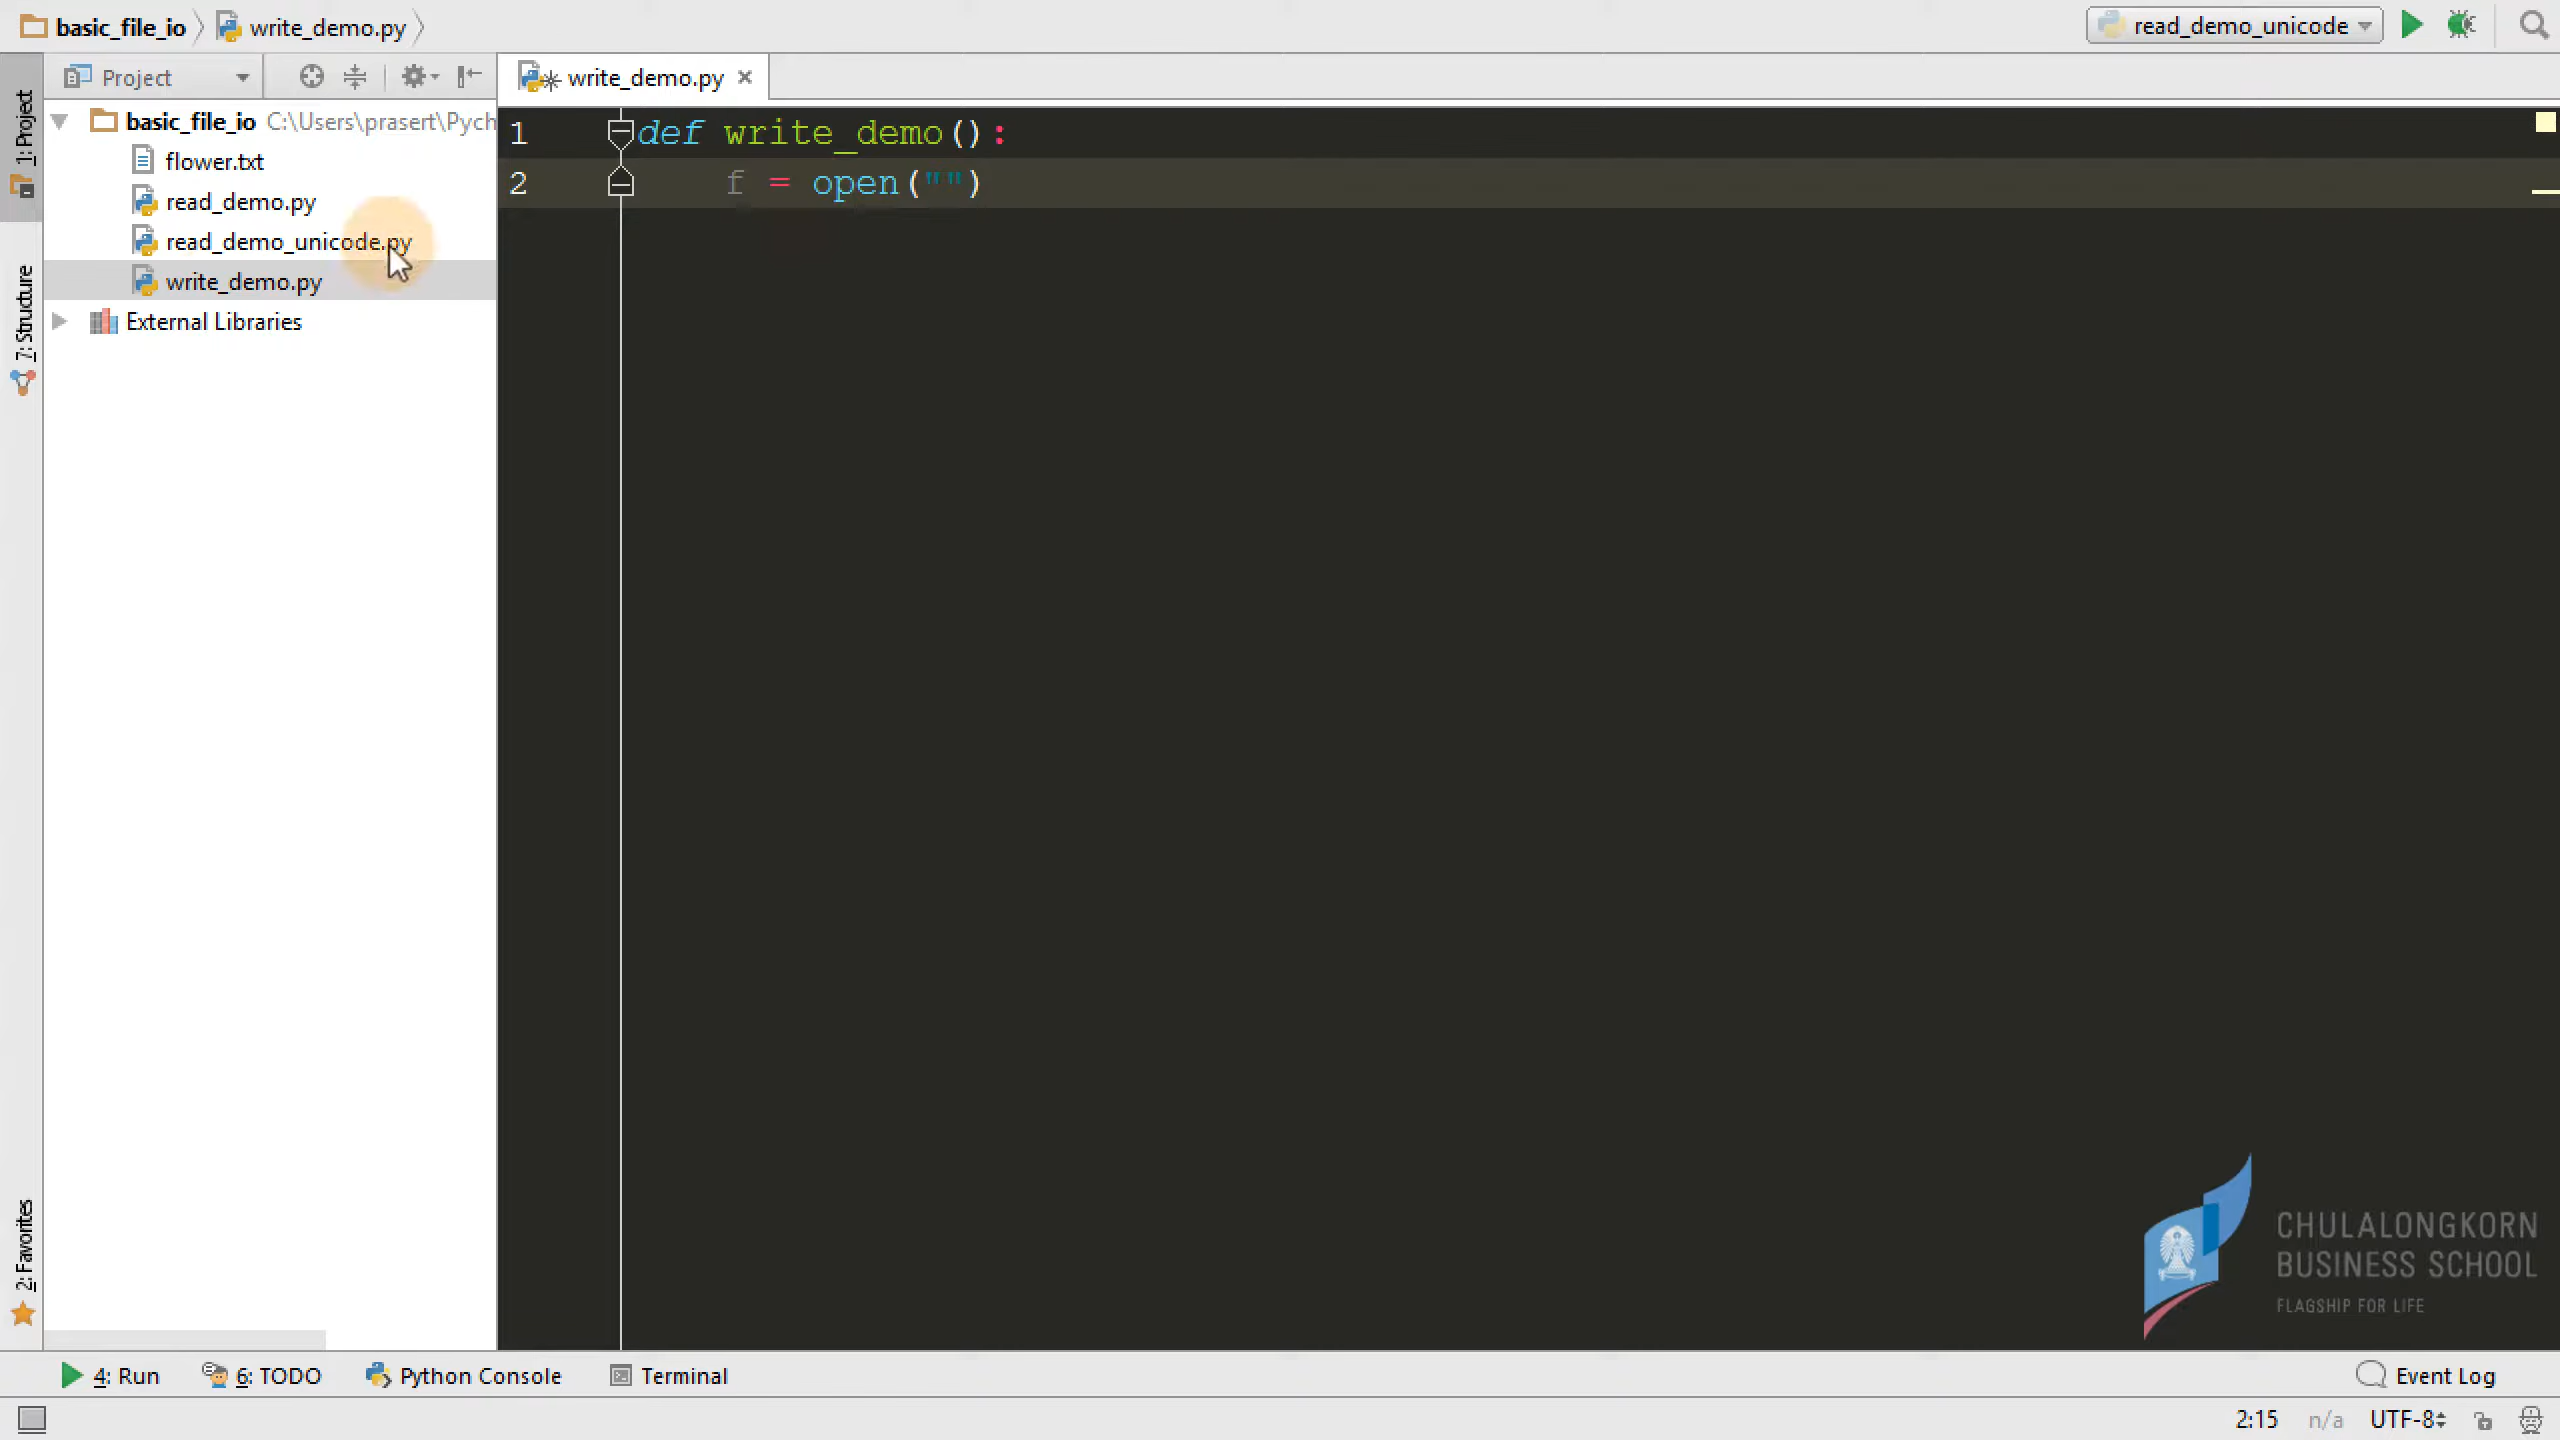 basic_file_io write_demo.py read_demo_unicode
Project write_demo.py
1: Project
7: Structure
2: Favorites
basic_file_io C:\Users\prasert\Pych
flower.txt
read_demo.py
read_demo_unicode.py
write_demo.py
External Libraries
1 def write_demo():
2 f = open("")
CHULALONGKORN
BUSINESS SCHOOL
FLAGSHIP FOR LIFE
4: Run 6: TODO Python Console Terminal Event Log
2:15 n/a UTF-8